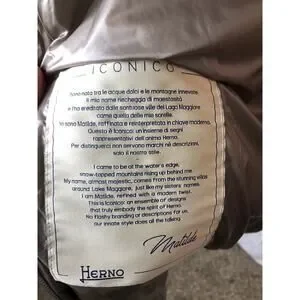 ICONICO
Sono nata tra le acque dolci e le montagne innevate.
Il mio nome riecheggia di maestosità
e l'ho ereditato dalle sontuose ville del Lago Maggiore
come quello delle mie sorelle.
Io sono Matilde, raffinata e reinterpretata in chiave moderna.
Questo è Iconico: un insieme di segni
rappresentativi dell'anima Herno.
Per distinguerci non servono marchi né descrizioni,
solo il nostro stile.
I came to be at the water's edge,
snow-topped mountains rising up behind me
My name, almost majestic, comes from the stunning villas
around Lake Maggiore, just like my sisters' names.
I am Matilde, refined with a modern twist.
This is Iconico: an ensemble of designs
that truly embody the spirit of Herno.
No flashy branding or descriptions for us,
our innate style does all the talking
Matilde
HERNO